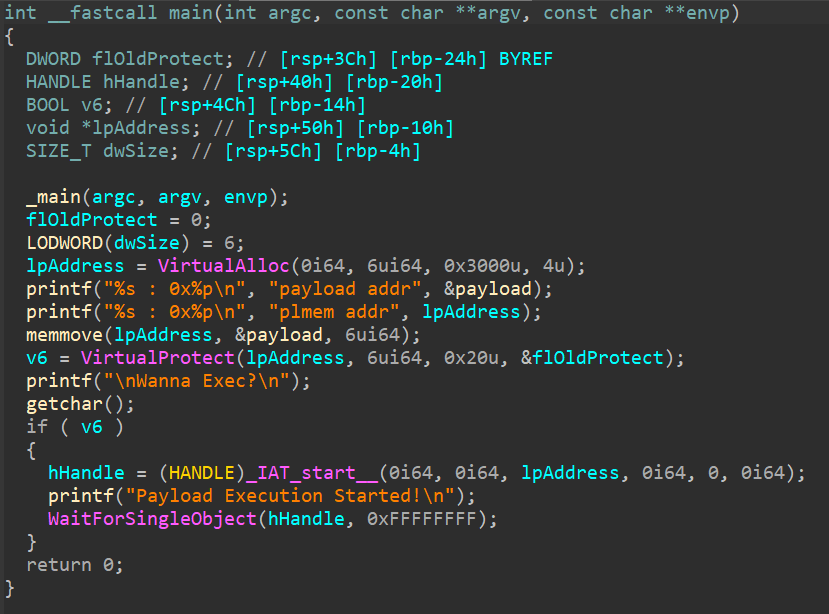 int __fastcall main(int argc, const char **argv, const char **envp)
{
  DWORD flOldProtect; // [rsp+3Ch] [rbp-24h] BYREF
  HANDLE hHandle; // [rsp+40h] [rbp-20h]
  BOOL v6; // [rsp+4Ch] [rbp-14h]
  void *lpAddress; // [rsp+50h] [rbp-10h]
  SIZE_T dwSize; // [rsp+5Ch] [rbp-4h]

  _main(argc, argv, envp);
  flOldProtect = 0;
  LODWORD(dwSize) = 6;
  lpAddress = VirtualAlloc(0i64, 6ui64, 0x3000u, 4u);
  printf("%s : 0x%p\n", "payload addr", &payload);
  printf("%s : 0x%p\n", "plmem addr", lpAddress);
  memmove(lpAddress, &payload, 6ui64);
  v6 = VirtualProtect(lpAddress, 6ui64, 0x20u, &flOldProtect);
  printf("\nWanna Exec?\n");
  getchar();
  if ( v6 )
  {
    hHandle = (HANDLE)_IAT_start__(0i64, 0i64, lpAddress, 0i64, 0, 0i64);
    printf("Payload Execution Started!\n");
    WaitForSingleObject(hHandle, 0xFFFFFFFF);
  }
  return 0;
}